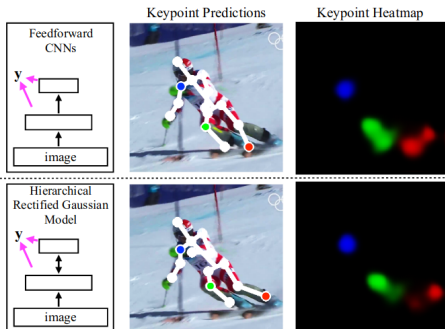 Keypoint Predictions
Keypoint Heatmap
Feedforward
CNNs
y
image
Hierarchical
Rectified Gaussian
Model
y
image